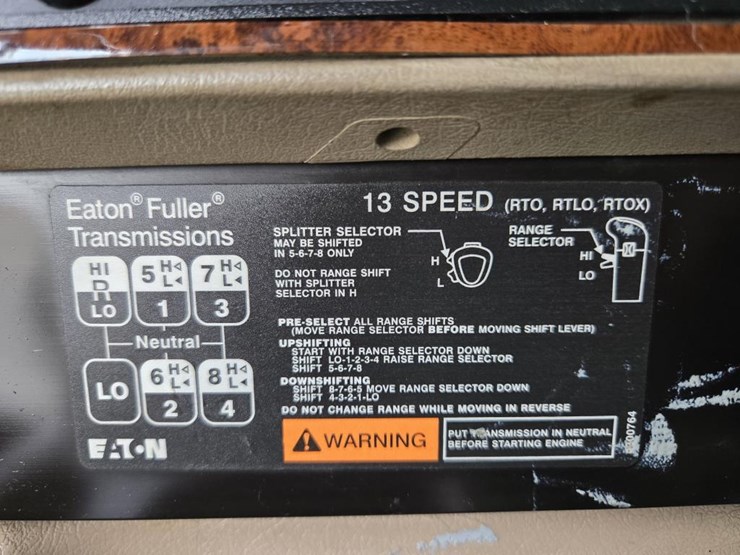 Eaton® Fuller®
Transmissions
13 SPEED (RTO, RTLO, RTOX)
SPLITTER SELECTOR
MAY BE SHIFTED
IN 5-6-7-8 ONLY
DO NOT RANGE SHIFT
WITH SPLITTER
SELECTOR IN H
H
L
RANGE
SELECTOR
HI
LO
HI
R
LO
5 H
L
1
7 H
L
3
Neutral
LO
6 H
L
2
8 H
L
4
PRE-SELECT ALL RANGE SHIFTS
(MOVE RANGE SELECTOR BEFORE MOVING SHIFT LEVER)
UPSHIFTING
START WITH RANGE SELECTOR DOWN
SHIFT LO-1-2-3-4 RAISE RANGE SELECTOR
SHIFT 5-6-7-8
DOWNSHIFTING
SHIFT 8-7-6-5 MOVE RANGE SELECTOR DOWN
SHIFT 4-3-2-1-LO
DO NOT CHANGE RANGE WHILE MOVING IN REVERSE
EATON
WARNING
PUT TRANSMISSION IN NEUTRAL
BEFORE STARTING ENGINE